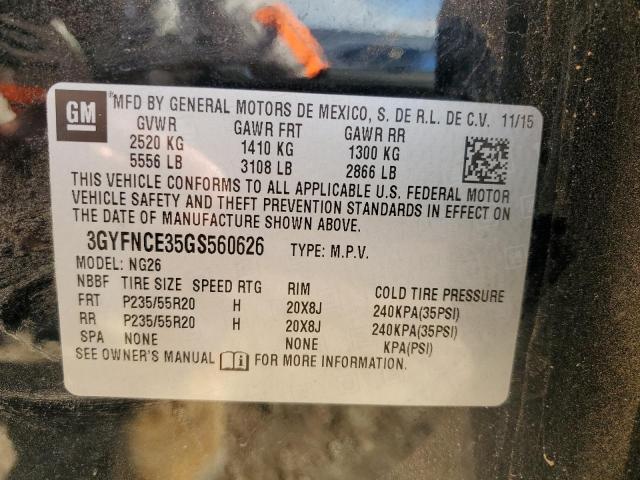 GM ®MFD BY GENERAL MOTORS DE MEXICO, S. DE R.L. DE C.V. 11/15
GVWR GAWR FRT GAWR RR
2520 KG 1410 KG 1300 KG
5556 LB 3108 LB 2866 LB
THIS VEHICLE CONFORMS TO ALL APPLICABLE U.S. FEDERAL MOTOR
VEHICLE SAFETY AND THEFT PREVENTION STANDARDS IN EFFECT ON
THE DATE OF MANUFACTURE SHOWN ABOVE.
3GYFNCE35GS560626 TYPE: M.P.V.
MODEL: NG26
NBBF TIRE SIZE SPEED RTG RIM COLD TIRE PRESSURE
FRT P235/55R20 H 20X8J 240KPA(35PSI)
RR P235/55R20 H 20X8J 240KPA(35PSI)
SPA NONE NONE KPA(PSI)
SEE OWNER'S MANUAL FOR MORE INFORMATION.